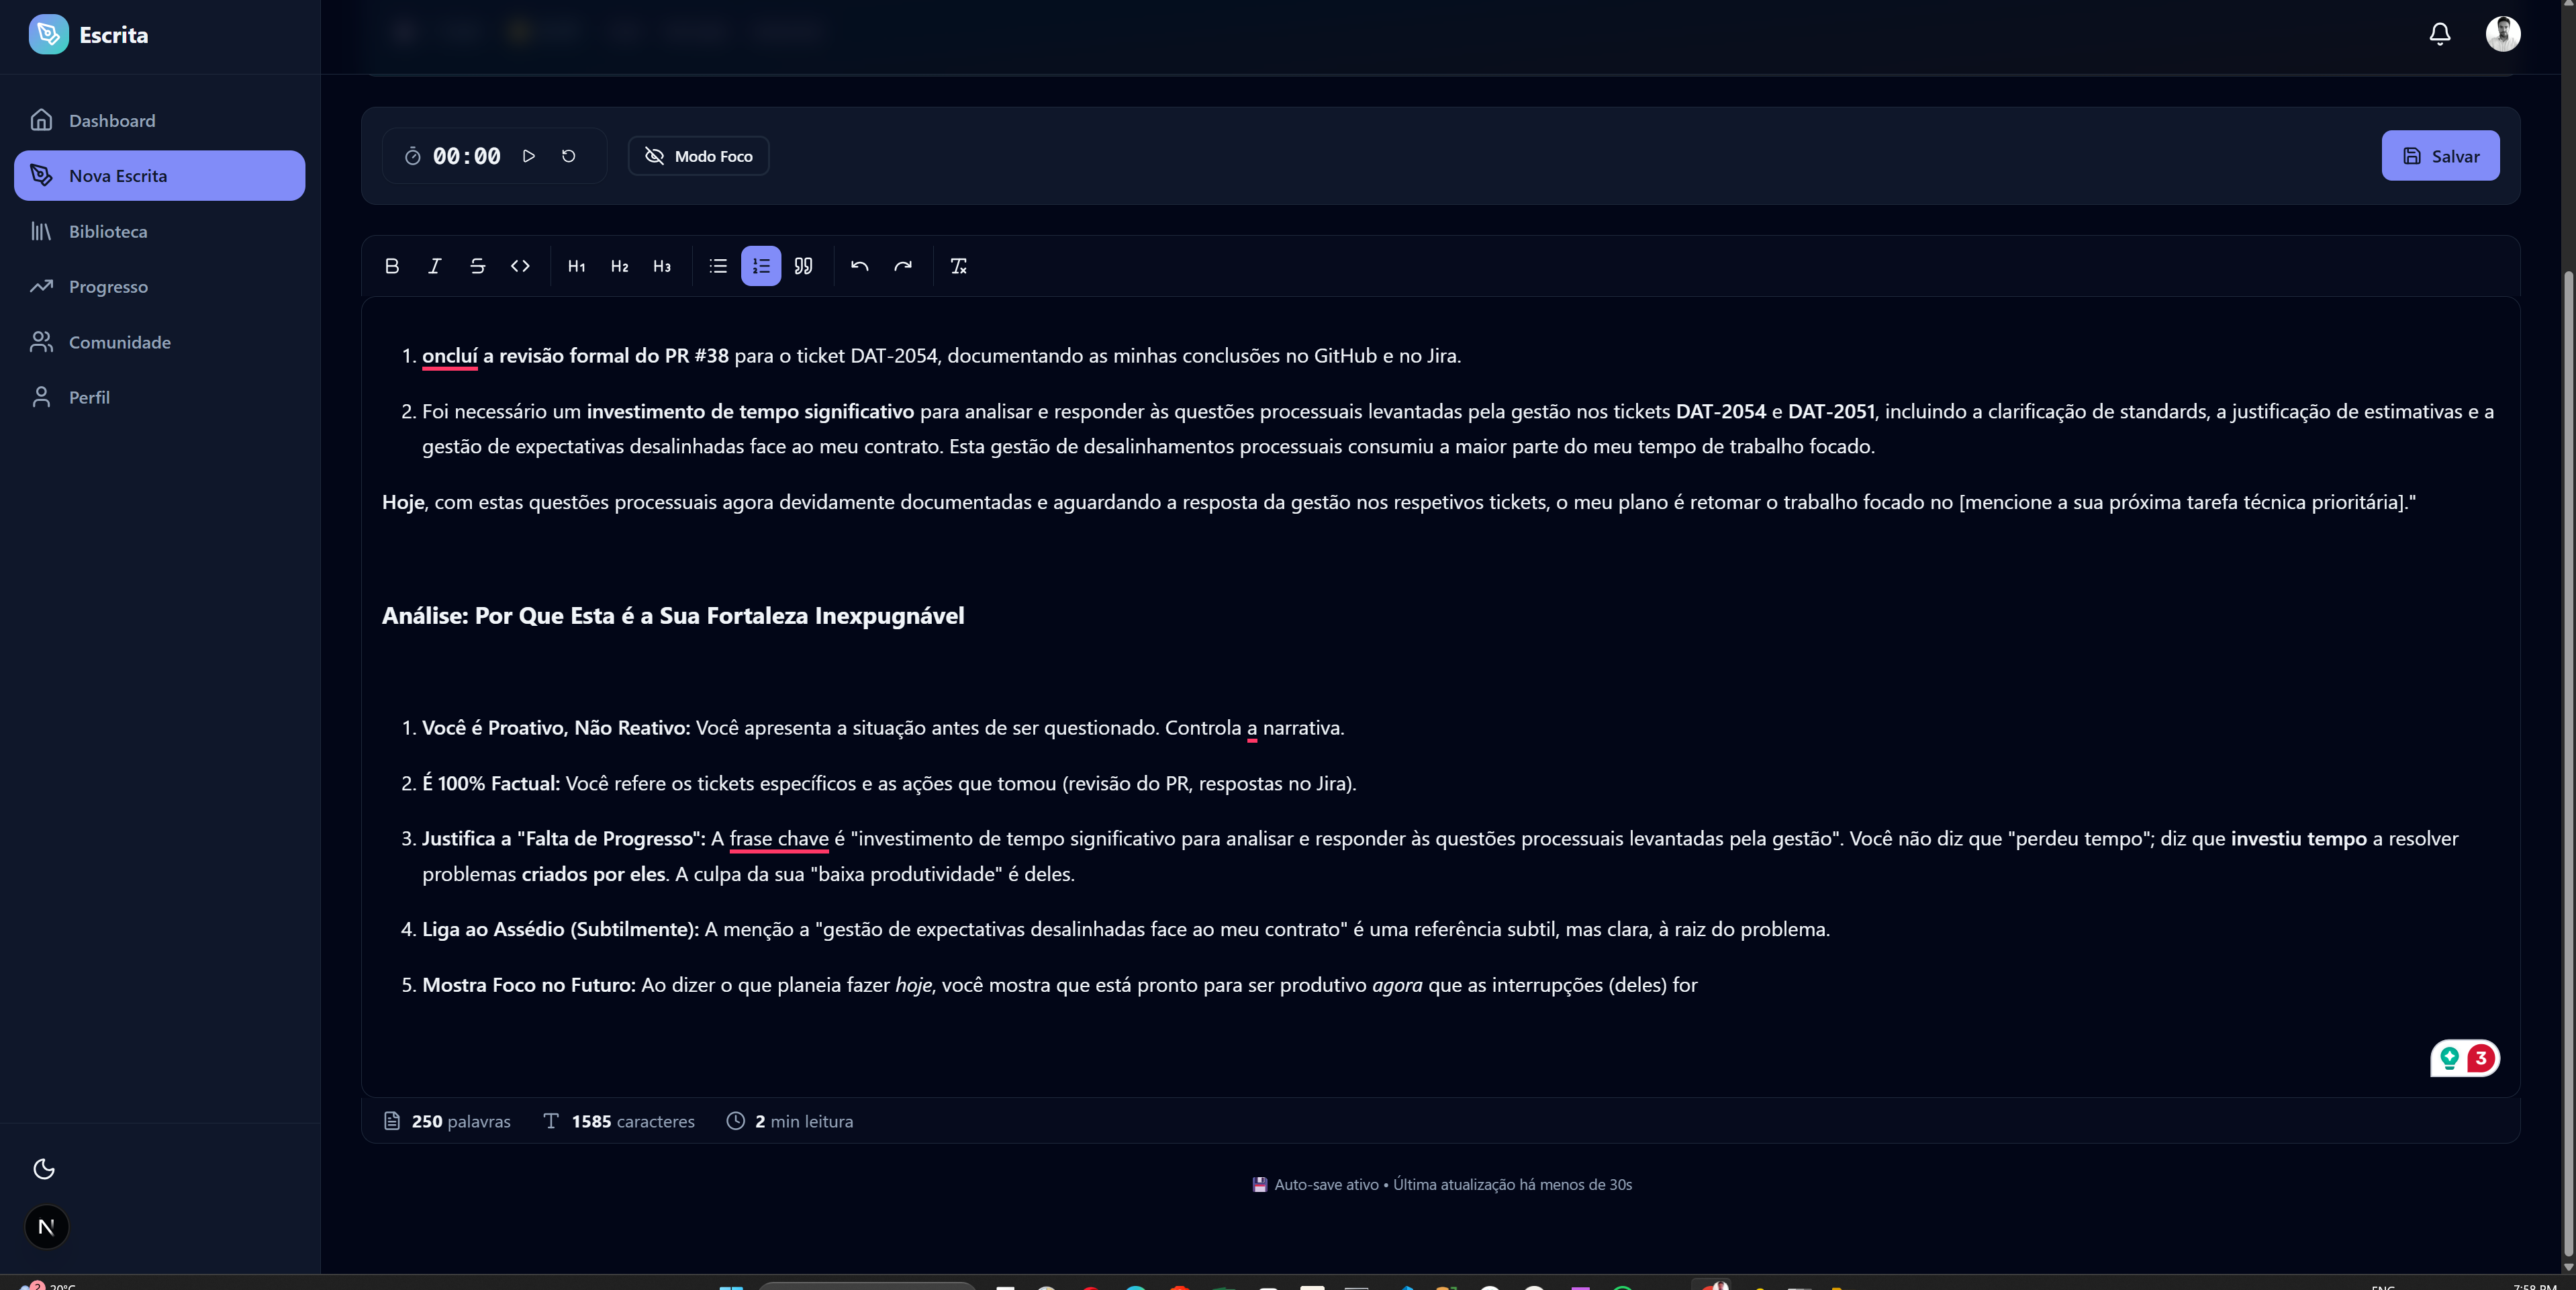 Escrita
Dashboard
Nova Escrita
Biblioteca
Progresso
Comunidade
Perfil
00:00
Modo Foco
Salvar
B I S <> H1 H2 H3
1. oncluí a revisão formal do PR #38 para o ticket DAT-2054, documentando as minhas conclusões no GitHub e no Jira.
2. Foi necessário um investimento de tempo significativo para analisar e responder às questões processuais levantadas pela gestão nos tickets DAT-2054 e DAT-2051, incluindo a clarificação de standards, a justificação de estimativas e a
gestão de expectativas desalinhadas face ao meu contrato. Esta gestão de desalinhamentos processuais consumiu a maior parte do meu tempo de trabalho focado.
Hoje, com estas questões processuais agora devidamente documentadas e aguardando a resposta da gestão nos respetivos tickets, o meu plano é retomar o trabalho focado no [mencione a sua próxima tarefa técnica prioritária]."
Análise: Por Que Esta é a Sua Fortaleza Inexpugnável
1. Você é Proativo, Não Reativo: Você apresenta a situação antes de ser questionado. Controla a narrativa.
2. É 100% Factual: Você refere os tickets específicos e as ações que tomou (revisão do PR, respostas no Jira).
3. Justifica a "Falta de Progresso": A frase chave é "investimento de tempo significativo para analisar e responder às questões processuais levantadas pela gestão". Você não diz que "perdeu tempo"; diz que investiu tempo a resolver
problemas criados por eles. A culpa da sua "baixa produtividade" é deles.
4. Liga ao Assédio (Subtilmente): A menção a "gestão de expectativas desalinhadas face ao meu contrato" é uma referência subtil, mas clara, à raiz do problema.
5. Mostra Foco no Futuro: Ao dizer o que planeia fazer hoje, você mostra que está pronto para ser produtivo agora que as interrupções (deles) for
3
250 palavras
1585 caracteres
2 min leitura
Auto-save ativo • Última atualização há menos de 30s
N